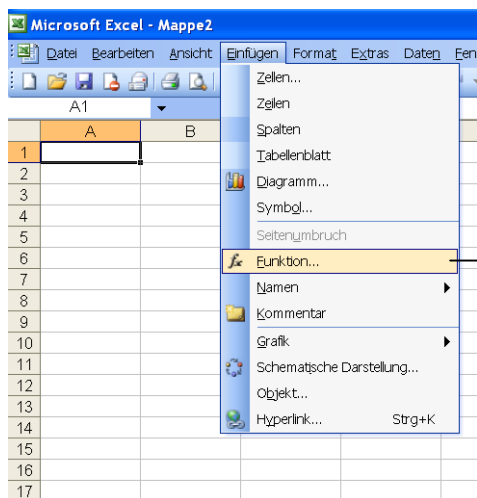 Microsoft Excel - Mappe2
Datei Bearbeiten Ansicht Einfügen Format Extras Daten Fen
A1
A B
1
2
3
4
5
6
7
8
9
10
11
12
13
14
15
16
17
Zellen...
Zeilen
Spalten
Tabellenblatt
Diagramm...
Symbol...
Seitenumbruch
fx Funktion...
Namen
Kommentar
Grafik
Schematische Darstellung...
Objekt...
Hyperlink... Strg+K